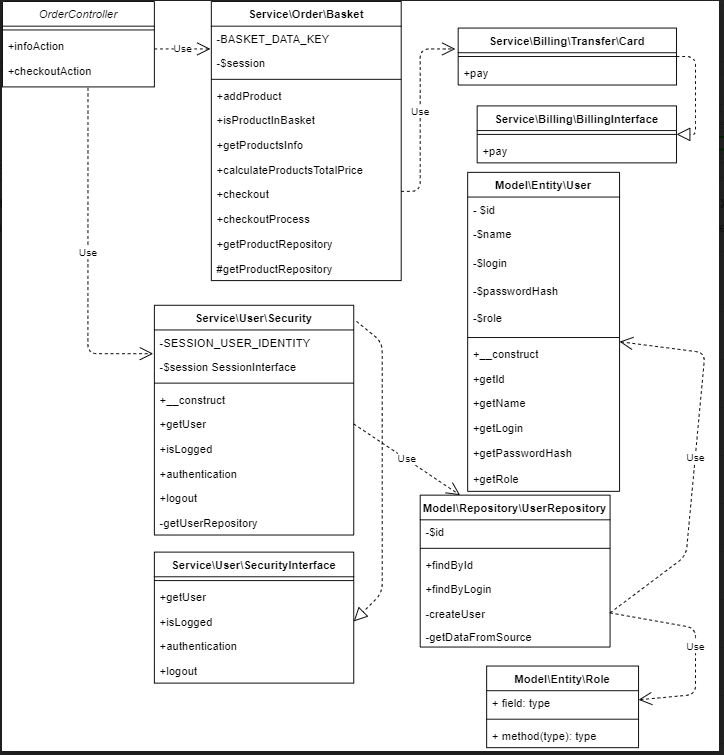 OrderController
+infoAction
+checkoutAction
Use
Service\Order\Basket
-BASKET_DATA_KEY
-$session
+addProduct
+isProductInBasket
+getProductsInfo
+calculateProductsTotalPrice
+checkout
+checkoutProcess
+getProductRepository
#getProductRepository
Use
Service\Billing\Transfer\Card
+pay
Service\Billing\BillingInterface
+pay
Use
Model\Entity\User
- $id
-$name
-$login
-$passwordHash
-$role
+__construct
+getId
+getName
+getLogin
+getPasswordHash
+getRole
Service\User\Security
-SESSION_USER_IDENTITY
-$session SessionInterface
+__construct
+getUser
+isLogged
+authentication
+logout
-getUserRepository
Use
Use
Model\Repository\UserRepository
-$id
+findById
+findByLogin
-createUser
-getDataFromSource
Service\User\SecurityInterface
+getUser
+isLogged
+authentication
+logout
Use
Model\Entity\Role
+ field: type
+ method(type): type